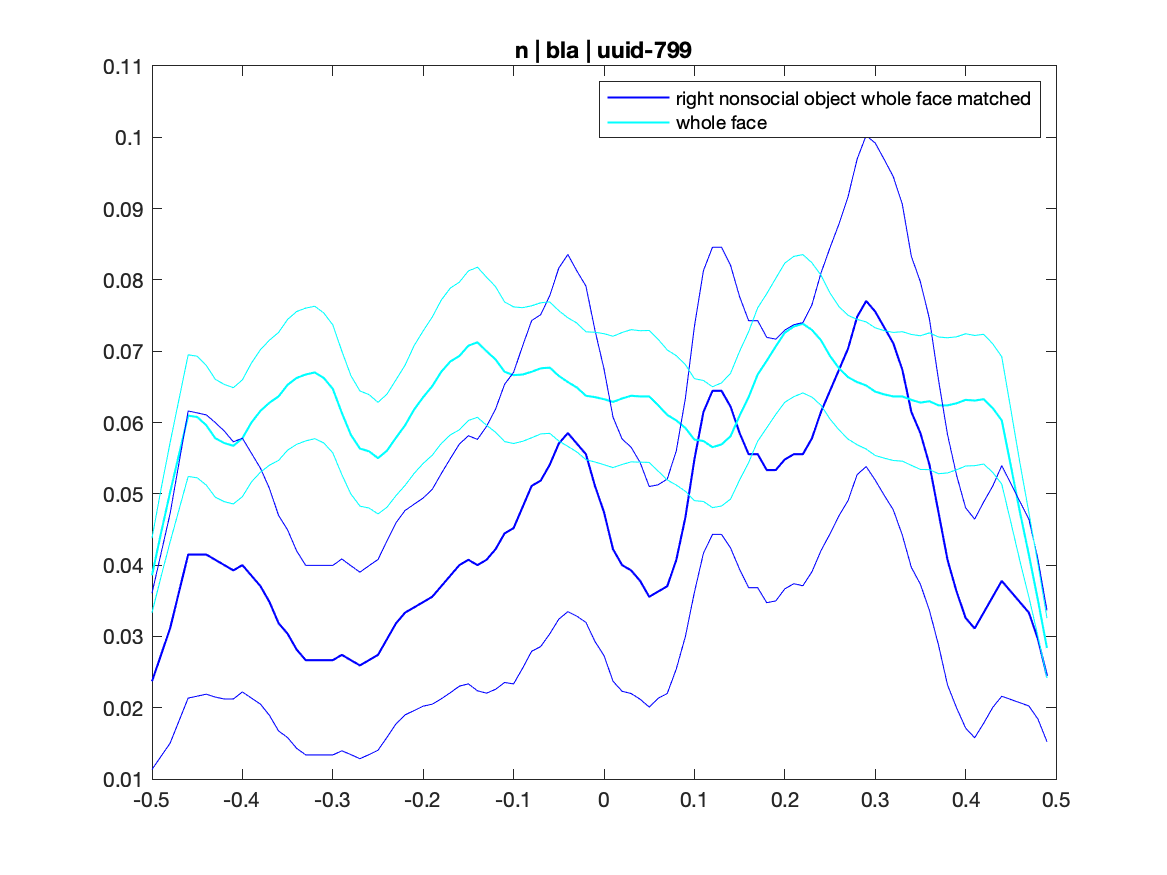 n | bla | uuid-799
right nonsocial object whole face matched
whole face
0.11
0.1
0.09
0.08
0.07
0.06
0.05
0.04
0.03
0.02
0.01
-0.5 -0.4 -0.3 -0.2 -0.1 0 0.1 0.2 0.3 0.4 0.5